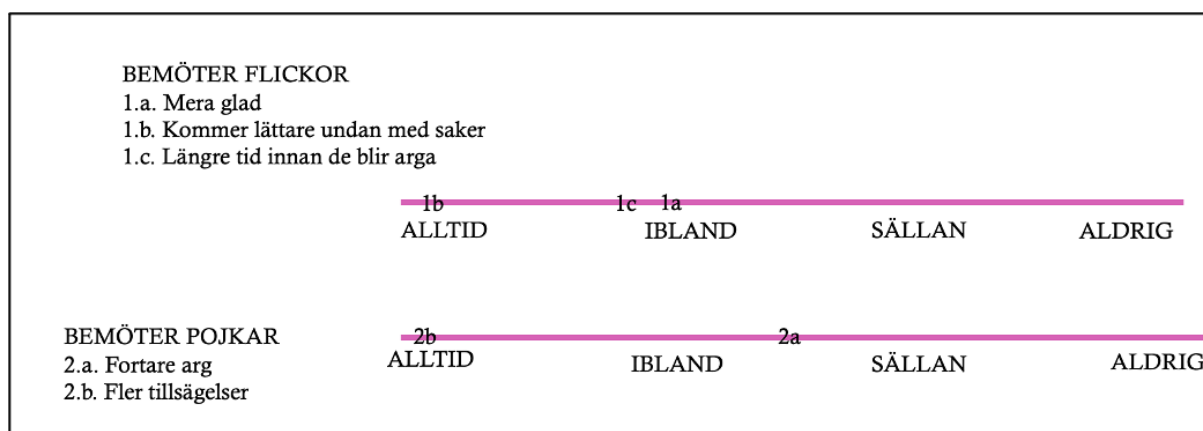 BEMÖTER FLICKOR
1.a. Mera glad
1.b. Kommer lättare undan med saker
1.c. Längre tid innan de blir arga
1b 1c 1a
ALLTID IBLAND SÄLLAN ALDRIG
BEMÖTER POJKAR
2.a. Fortare arg
2.b. Fler tillsägelser
2b 2a
ALLTID IBLAND SÄLLAN ALDRIG